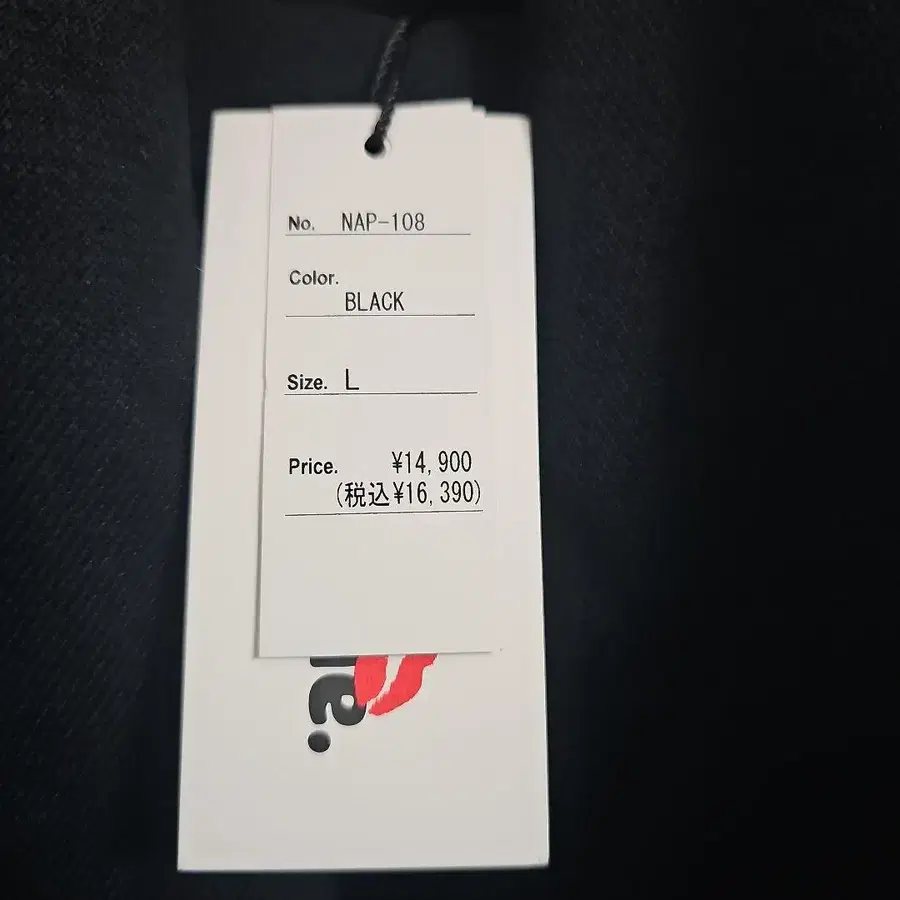 No. NAP-108
Color.
BLACK
Size. L
Price. ¥14,900
(税込¥16,390)